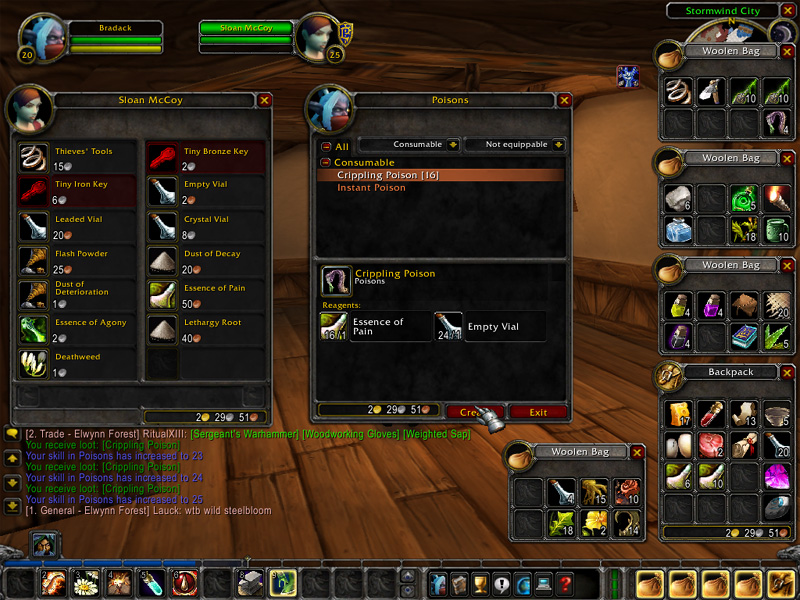 Bradack
20
Sloan McCoy
25
Stormwind City
N
Sloan McCoy
Thieves' Tools
15
Tiny Bronze Key
2
Tiny Iron Key
6
Empty Vial
2
Leaded Vial
20
Crystal Vial
8
Flash Powder
25
Dust of Decay
20
Dust of
Deterioration
1
Essence of Pain
50
Essence of Agony
2
Lethargy Root
40
Deathweed
1
2 29 51
Poisons
All
Consumable
Not equippable
Consumable
Crippling Poison [16]
Instant Poison
Crippling Poison
Poisons
Reagents:
Essence of
Pain
16/1
Empty Vial
24/1
2 29 51
Exit
Woolen Bag
10 10
4
Woolen Bag
6 5
18 10
Woolen Bag
4 4 20
4 5
Backpack
17 13 5
2 20
6 10
2 29 51
Woolen Bag
4 15 10
18 2 14
[2. Trade - Elwynn Forest] RitualXIII: [Sergeant's Warhammer] [Woodworking Gloves] [Weighted Sap]
You receive loot: [Crippling Poison]
Your skill in Poisons has increased to 23
You receive loot: [Crippling Poison]
Your skill in Poisons has increased to 24
You receive loot: [Crippling Poison]
Your skill in Poisons has increased to 25
[1. General - Elwynn Forest] Lauck: wtb wild steelbloom